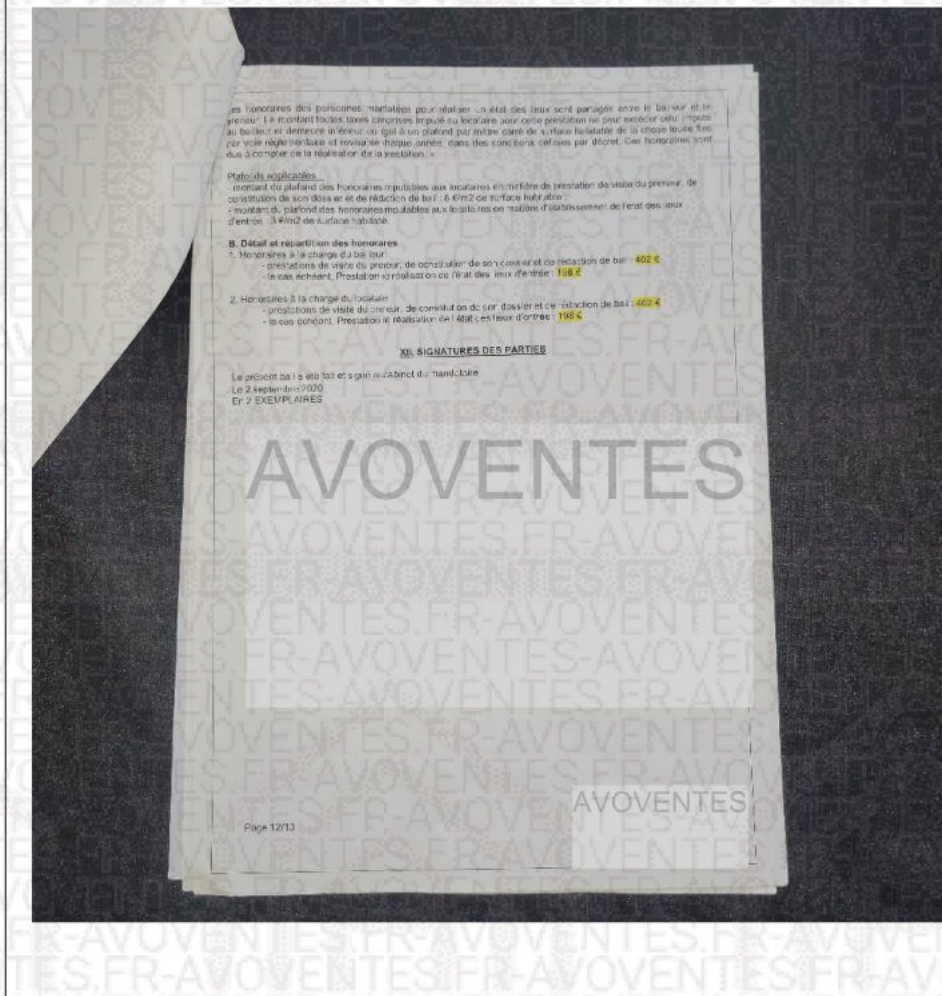 es honoraires des personnes mandatées pour réaliser un état des lieux sont partagés entre le bailleur et le
preneur. Le montant toutes taxes comprises imputé au locataire pour cette prestation ne peut excéder celui imputé
au bailleur et demeure inférieur ou égal à un plafond par mètre carré de surface habitable de la chose louée fixé
par voie réglementaire et révisable chaque année, dans des conditions définies par décret. Ces honoraires sont
dus à compter de la réalisation de la prestation. »
Plafonds applicables
- montant du plafond des honoraires imputables aux locataires en matière de prestation de visite du preneur, de
constitution de son dossier et de rédaction de bail : 8 €/m2 de surface habitable ;
- montant du plafond des honoraires imputables aux locataires en matière d'établissement de l'état des lieux
d'entrée : 3 €/m2 de surface habitable.
B. Détail et répartition des honoraires
1. Honoraires à la charge du bailleur
- prestations de visite du preneur, de constitution de son dossier et de rédaction de bail : 402 €
- le cas échéant, Prestation de réalisation de l'état des lieux d'entrée : 198 €
2. Honoraires à la charge du locataire
- prestations de visite du preneur, de constitution de son dossier et de rédaction de bail : 402 €
- le cas échéant, Prestation de réalisation de l'état des lieux d'entrée : 198 €
XII. SIGNATURES DES PARTIES
Le présent bail a été fait et signé au cabinet du mandataire
Le 2 septembre 2020
En 2 EXEMPLAIRES
AVOVENTES
AVOVENTES
Page 12/13